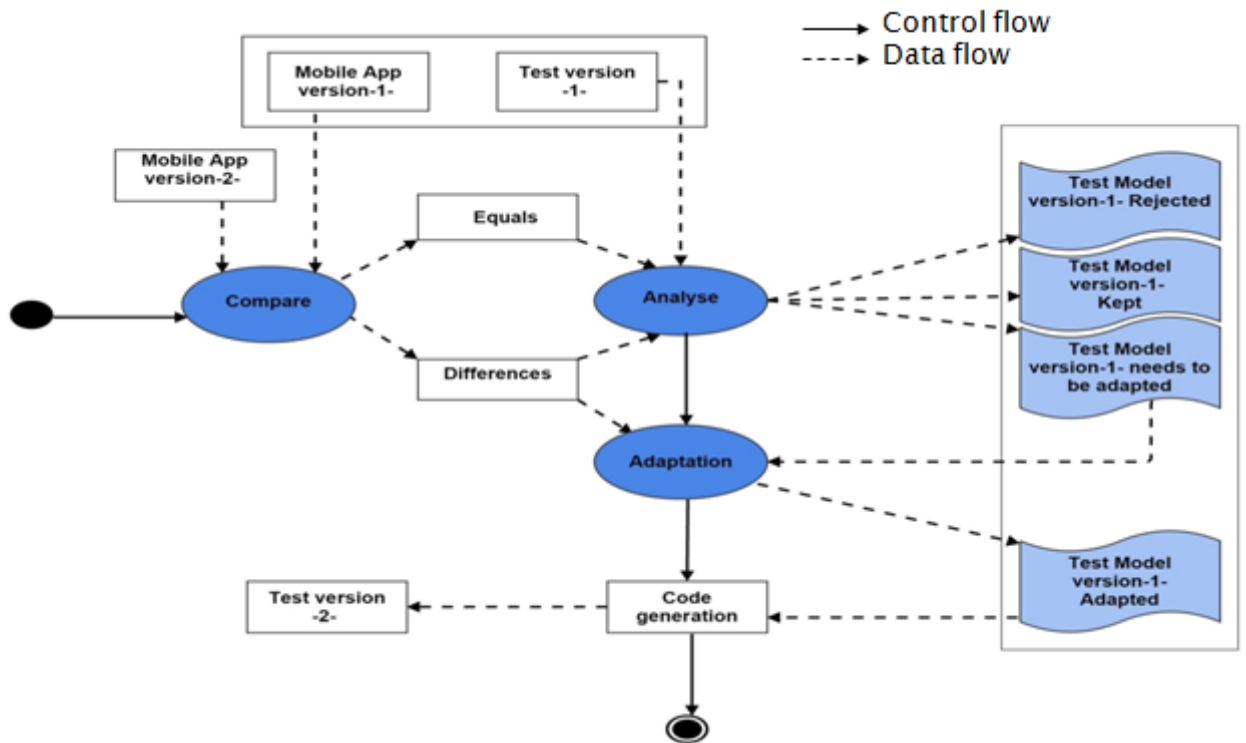 Control flow
Data flow
Mobile App
version-1-
Test version
-1-
Mobile App
version-2-
Equals
Compare
Analyse
Differences
Adaptation
Test Model
version-1- Rejected
Test Model
version-1-
Kept
Test Model
version-1- needs to
be adapted
Test Model
version-1-
Adapted
Test version
-2-
Code
generation